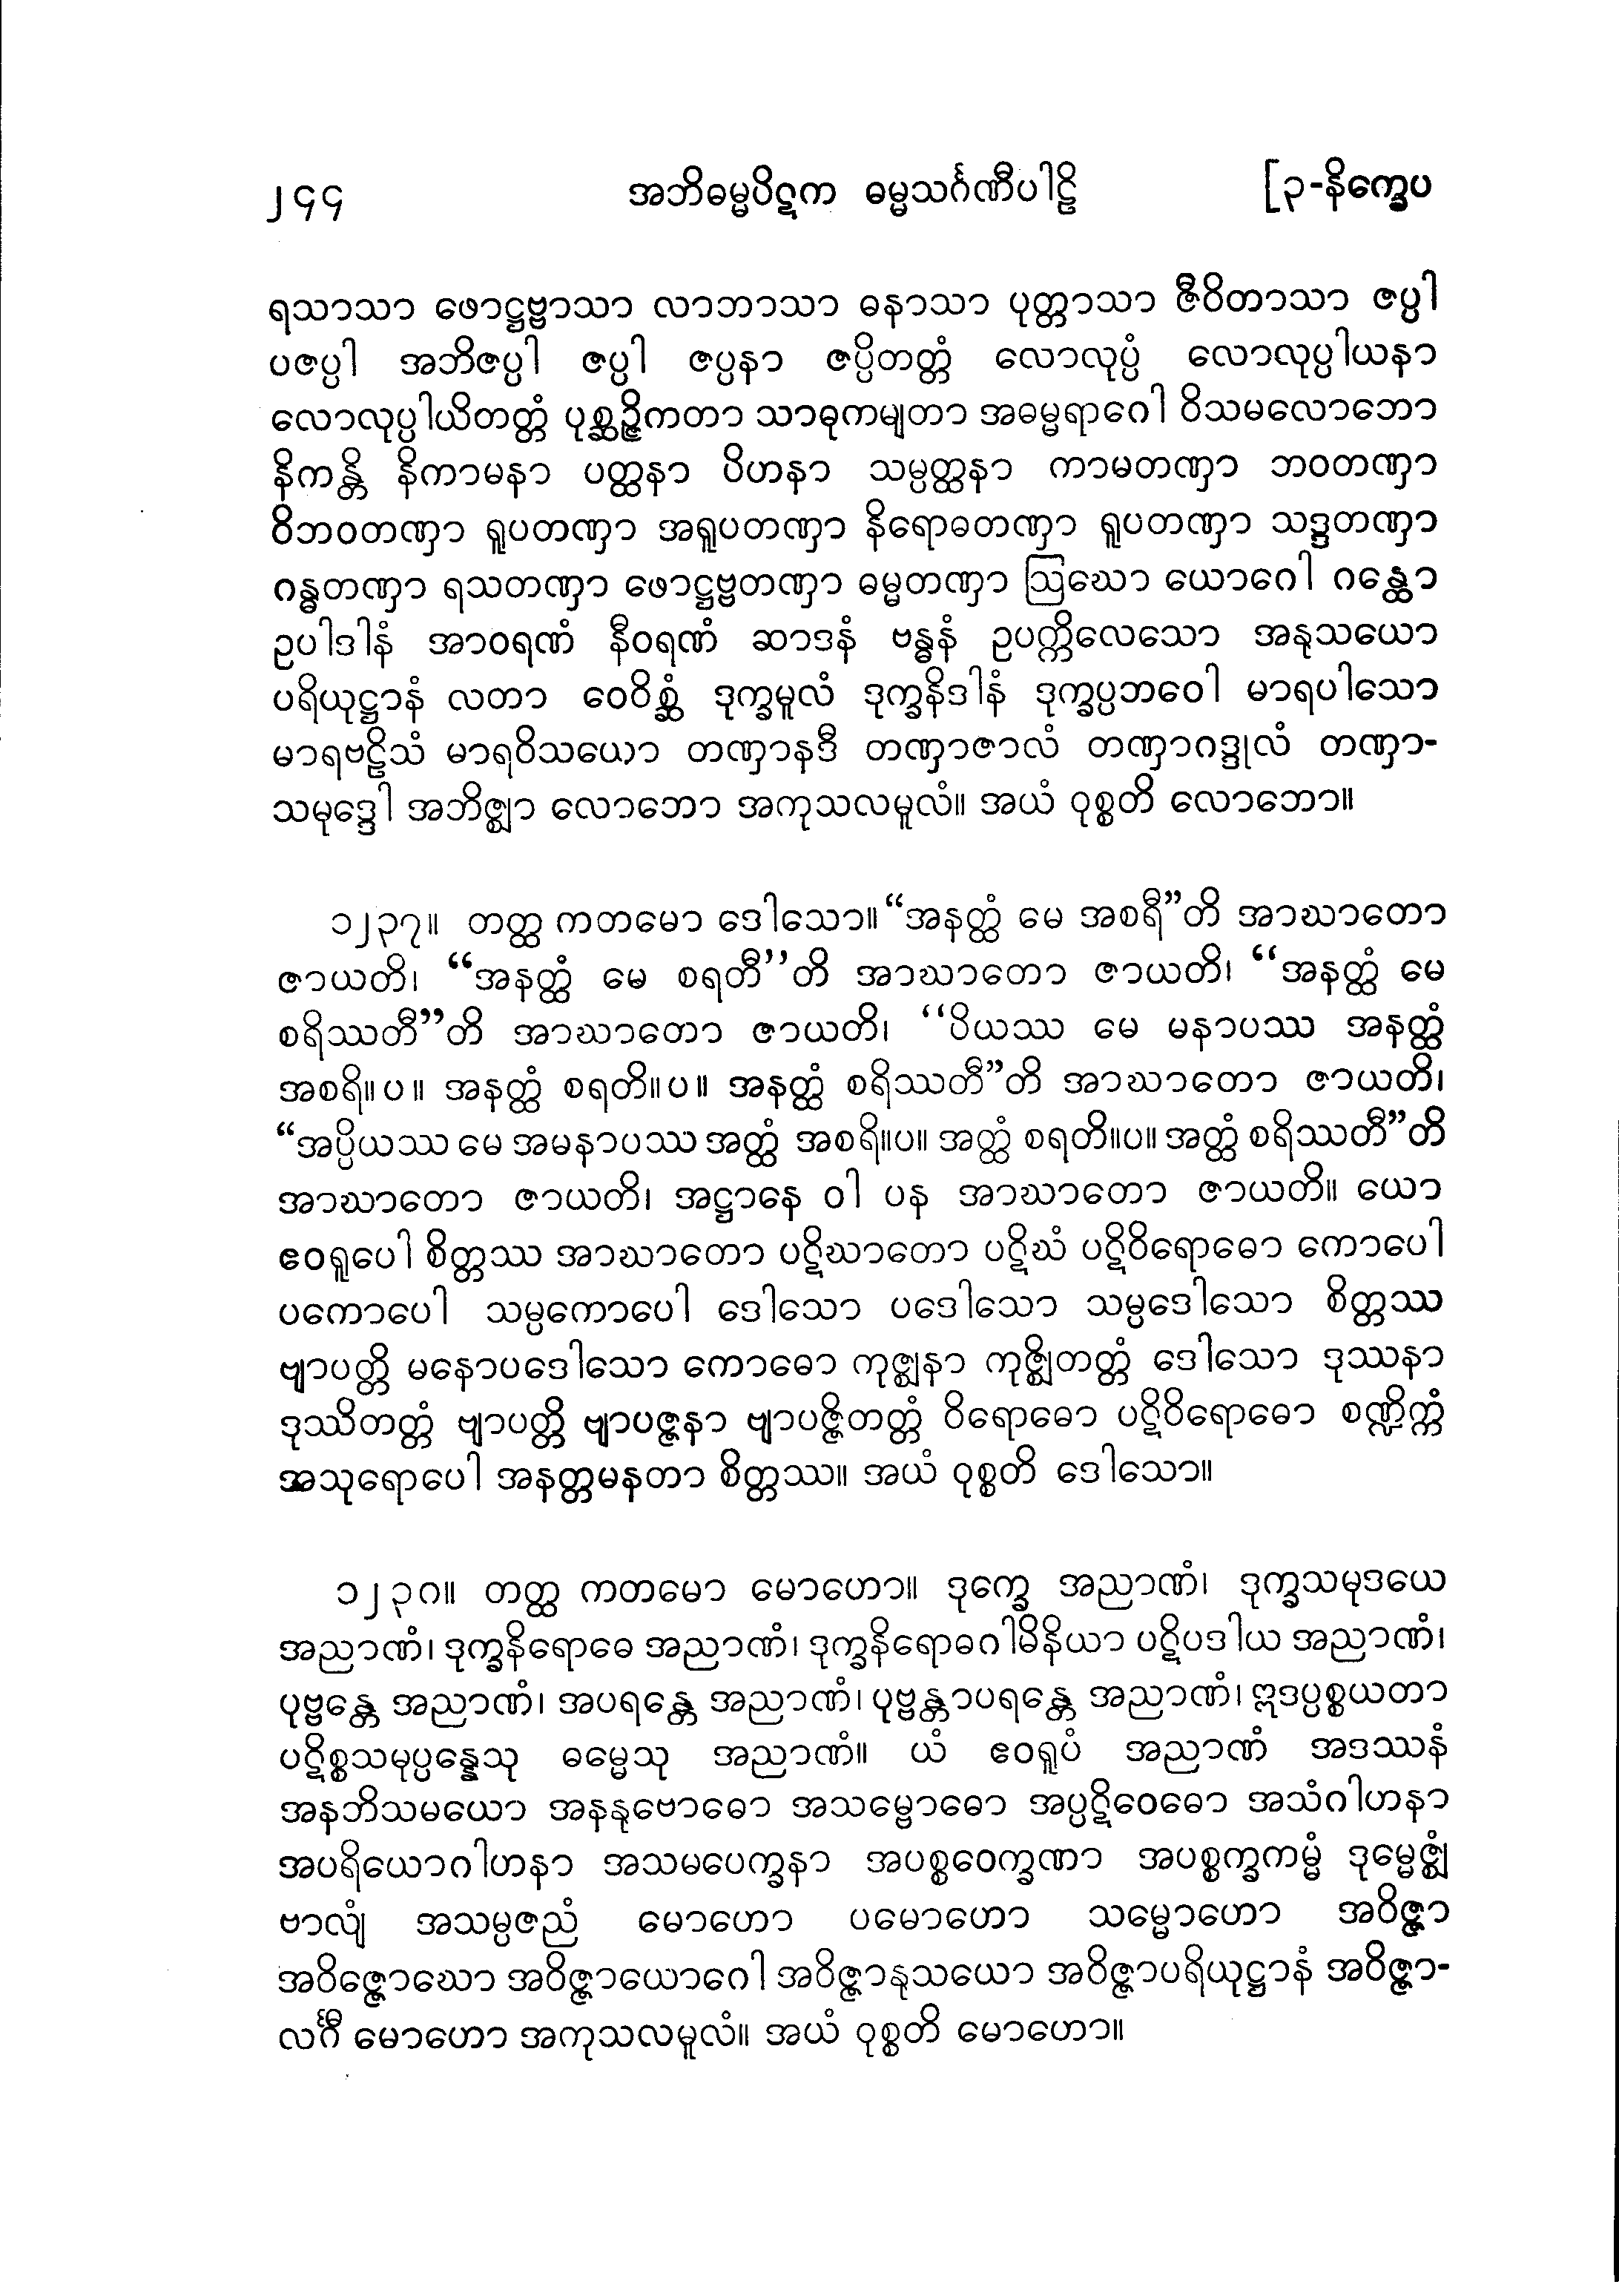 ၂၄၄ အဘိဓမ္မပိဋက ဓမ္မသင်္ဂဏီပါဠိ [၃-နိက္ခေပ
ရသာသာ ဖောဋ္ဌဗ္ဗာသာ လာဘာသာ ဓနာသာ ပုတ္တာသာ ဇီဝိတာသာ ဇပ္ပါ
ပဇပ္ပါ အဘိဇပ္ပါ ဇပ္ပါ ဇပ္ပနာ ဇပ္ပိတတ္တံ လောလုပ္ပံ လောလုပ္ပါယနာ
လောလုပ္ပါယိတတ္တံ ပုစ္ဆဉ္ဇိကတာ သာဓုကမျတာ အဓမ္မရာဂေါ ဝိသမလောဘော
နိကန္တိ နိကာမနာ ပတ္ထနာ ပိဟနာ သမ္ပတ္ထနာ ကာမတဏှာ ဘဝတဏှာ
ဝိဘဝတဏှာ ရူပတဏှာ အရူပတဏှာ နိရောဓတဏှာ ရူပတဏှာ သဒ္ဒတဏှာ
ဂန္ဓတဏှာ ရသတဏှာ ဖောဋ္ဌဗ္ဗတဏှာ ဓမ္မတဏှာ ဩဃော ယောဂေါ ဂန္ထော
ဥပါဒါနံ အာဝရဏံ နီဝရဏံ ဆာဒနံ ဗန္ဓနံ ဥပက္ကိလေသော အနုသယော
ပရိယုဋ္ဌာနံ လတာ ဝေဝိစ္ဆံ ဒုက္ခမူလံ ဒုက္ခနိဒါနံ ဒုက္ခပ္ပဘဝေါ မာရပါသော
မာရဗဠိသံ မာရဝိသယော တဏှာနဒီ တဏှာဇာလံ တဏှာဂဒ္ဒုလံ တဏှာ-
သမုဒ္ဒေါ အဘိဇ္ဈာ လောဘော အကုသလမူလံ။ အယံ ဝုစ္စတိ လောဘော။
၁၂၃၇။ တတ္ထ ကတမော ဒေါသော။ “အနတ္ထံ မေ အစရီ”တိ အာဃာတော
ဇာယတိ၊ “အနတ္ထံ မေ စရတီ”တိ အာဃာတော ဇာယတိ၊ “အနတ္ထံ မေ
စရိဿတီ”တိ အာဃာတော ဇာယတိ၊ “ပိယဿ မေ မနာပဿ အနတ္ထံ
အစရိ။ပ။ အနတ္ထံ စရတိ။ပ။ အနတ္ထံ စရိဿတီ”တိ အာဃာတော ဇာယတိ၊
“အပ္ပိယဿ မေ အမနာပဿ အတ္ထံ အစရိ။ပ။ အတ္ထံ စရတိ။ပ။ အတ္ထံ စရိဿတီ”တိ
အာဃာတော ဇာယတိ၊ အဋ္ဌာနေ ဝါ ပန အာဃာတော ဇာယတိ။ ယော
ဧဝရူပေါ စိတ္တဿ အာဃာတော ပဋိဃာတော ပဋိဃံ ပဋိဝိရောဓော ကောပေါ
ပကောပေါ သမ္ပကောပေါ ဒေါသော ပဒေါသော သမ္ပဒေါသော စိတ္တဿ
ဗျာပတ္တိ မနောပဒေါသော ကောဓော ကုဇ္ဈနာ ကုဇ္ဈိတတ္တံ ဒေါသော ဒုဿနာ
ဒုဿိတတ္တံ ဗျာပတ္တိ ဗျာပဇ္ဇနာ ဗျာပဇ္ဇိတတ္တံ ဝိရောဓော ပဋိဝိရောဓော စဏ္ဍိက္ကံ
အသုရောပေါ အနတ္တမနတာ စိတ္တဿ။ အယံ ဝုစ္စတိ ဒေါသော။
၁၂၃၈။ တတ္ထ ကတမော မောဟော။ ဒုက္ခေ အညာဏံ၊ ဒုက္ခသမုဒယေ
အညာဏံ၊ ဒုက္ခနိရောဓေ အညာဏံ၊ ဒုက္ခနိရောဓဂါမိနိယာ ပဋိပဒါယ အညာဏံ၊
ပုဗ္ဗန္တေ အညာဏံ၊ အပရန္တေ အညာဏံ၊ ပုဗ္ဗန္တာပရန္တေ အညာဏံ၊ ဣဒပ္ပစ္စယတာ
ပဋိစ္စသမုပ္ပန္နေသု ဓမ္မေသု အညာဏံ။ ယံ ဧဝရူပံ အညာဏံ အဒဿနံ
အနဘိသမယော အနနုဗောဓော အသမ္ဗောဓော အပ္ပဋိဝေဓော အသံဂါဟနာ
အပရိယောဂါဟနာ အသမပေက္ခနာ အပစ္စဝေက္ခဏာ အပစ္စက္ခကမ္မံ ဒုမ္မေဇ္ဈံ
ဗာလျံ အသမ္ပဇညံ မောဟော ပမောဟော သမ္မောဟော အဝိဇ္ဇာ
အဝိဇ္ဇောဃော အဝိဇ္ဇာယောဂေါ အဝိဇ္ဇာနုသယော အဝိဇ္ဇာပရိယုဋ္ဌာနံ အဝိဇ္ဇာ-
လင်္ဂီ မောဟော အကုသလမူလံ။ အယံ ဝုစ္စတိ မောဟော။